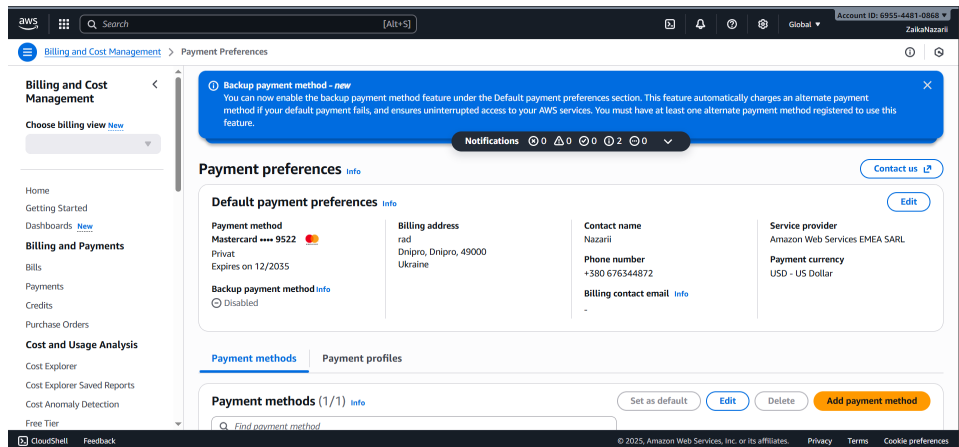 aws
Search
[Alt+S]
Global ▼
Account ID: 6955-4481-0868 ▼
ZaikaNazarii
Billing and Cost Management > Payment Preferences
Billing and Cost
Management
Choose billing view New
Home
Getting Started
Dashboards New
Billing and Payments
Bills
Payments
Credits
Purchase Orders
Cost and Usage Analysis
Cost Explorer
Cost Explorer Saved Reports
Cost Anomaly Detection
Free Tier
Backup payment method - new
You can now enable the backup payment method feature under the Default payment preferences section. This feature automatically charges an alternate payment
method if your default payment fails, and ensures uninterrupted access to your AWS services. You must have at least one alternate payment method registered to use this
feature.
Notifications 0 0 0 2 0
Payment preferences Info
Contact us
Default payment preferences Info
Edit
Payment method
Mastercard •••• 9522
Privat
Expires on 12/2035
Backup payment method Info
Disabled
Billing address
rad
Dnipro, Dnipro, 49000
Ukraine
Contact name
Nazarii
Phone number
+380 676344872
Billing contact email Info
-
Service provider
Amazon Web Services EMEA SARL
Payment currency
USD - US Dollar
Payment methods
Payment profiles
Payment methods (1/1) Info
Set as default
Edit
Delete
Add payment method
Find payment method
CloudShell
Feedback
© 2025, Amazon Web Services, Inc. or its affiliates.
Privacy
Terms
Cookie preferences